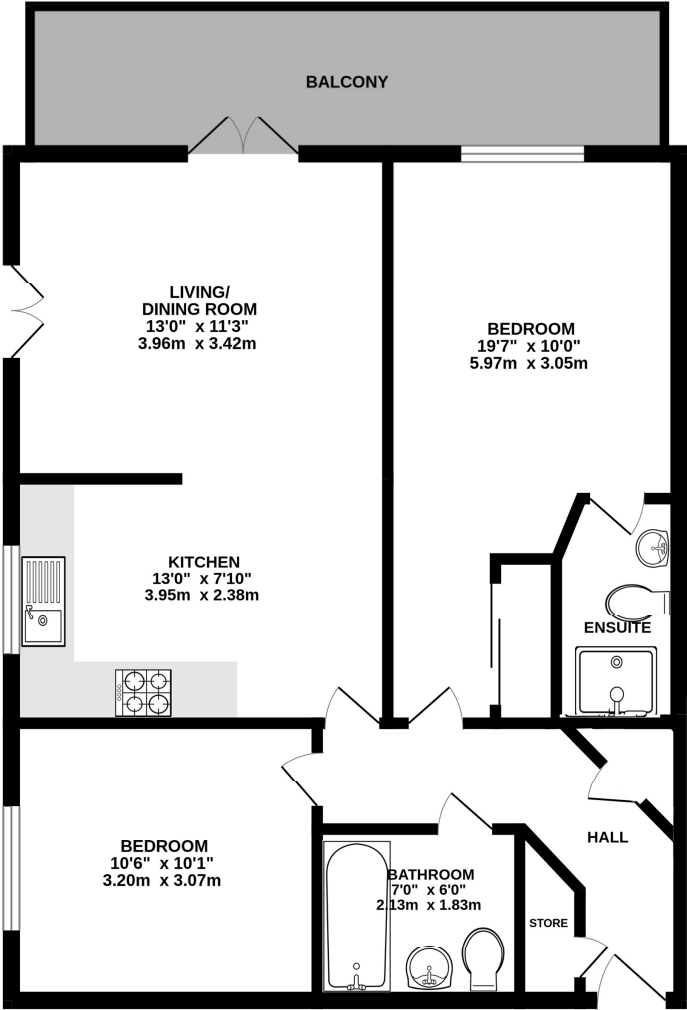 BALCONY
LIVING/
DINING ROOM
13'0" x 11'3"
3.96m x 3.42m
BEDROOM
19'7" x 10'0"
5.97m x 3.05m
KITCHEN
13'0" x 7'10"
3.95m x 2.38m
ENSUITE
HALL
BEDROOM
10'6" x 10'1"
3.20m x 3.07m
BATHROOM
7'0" x 6'0"
2.13m x 1.83m
STORE